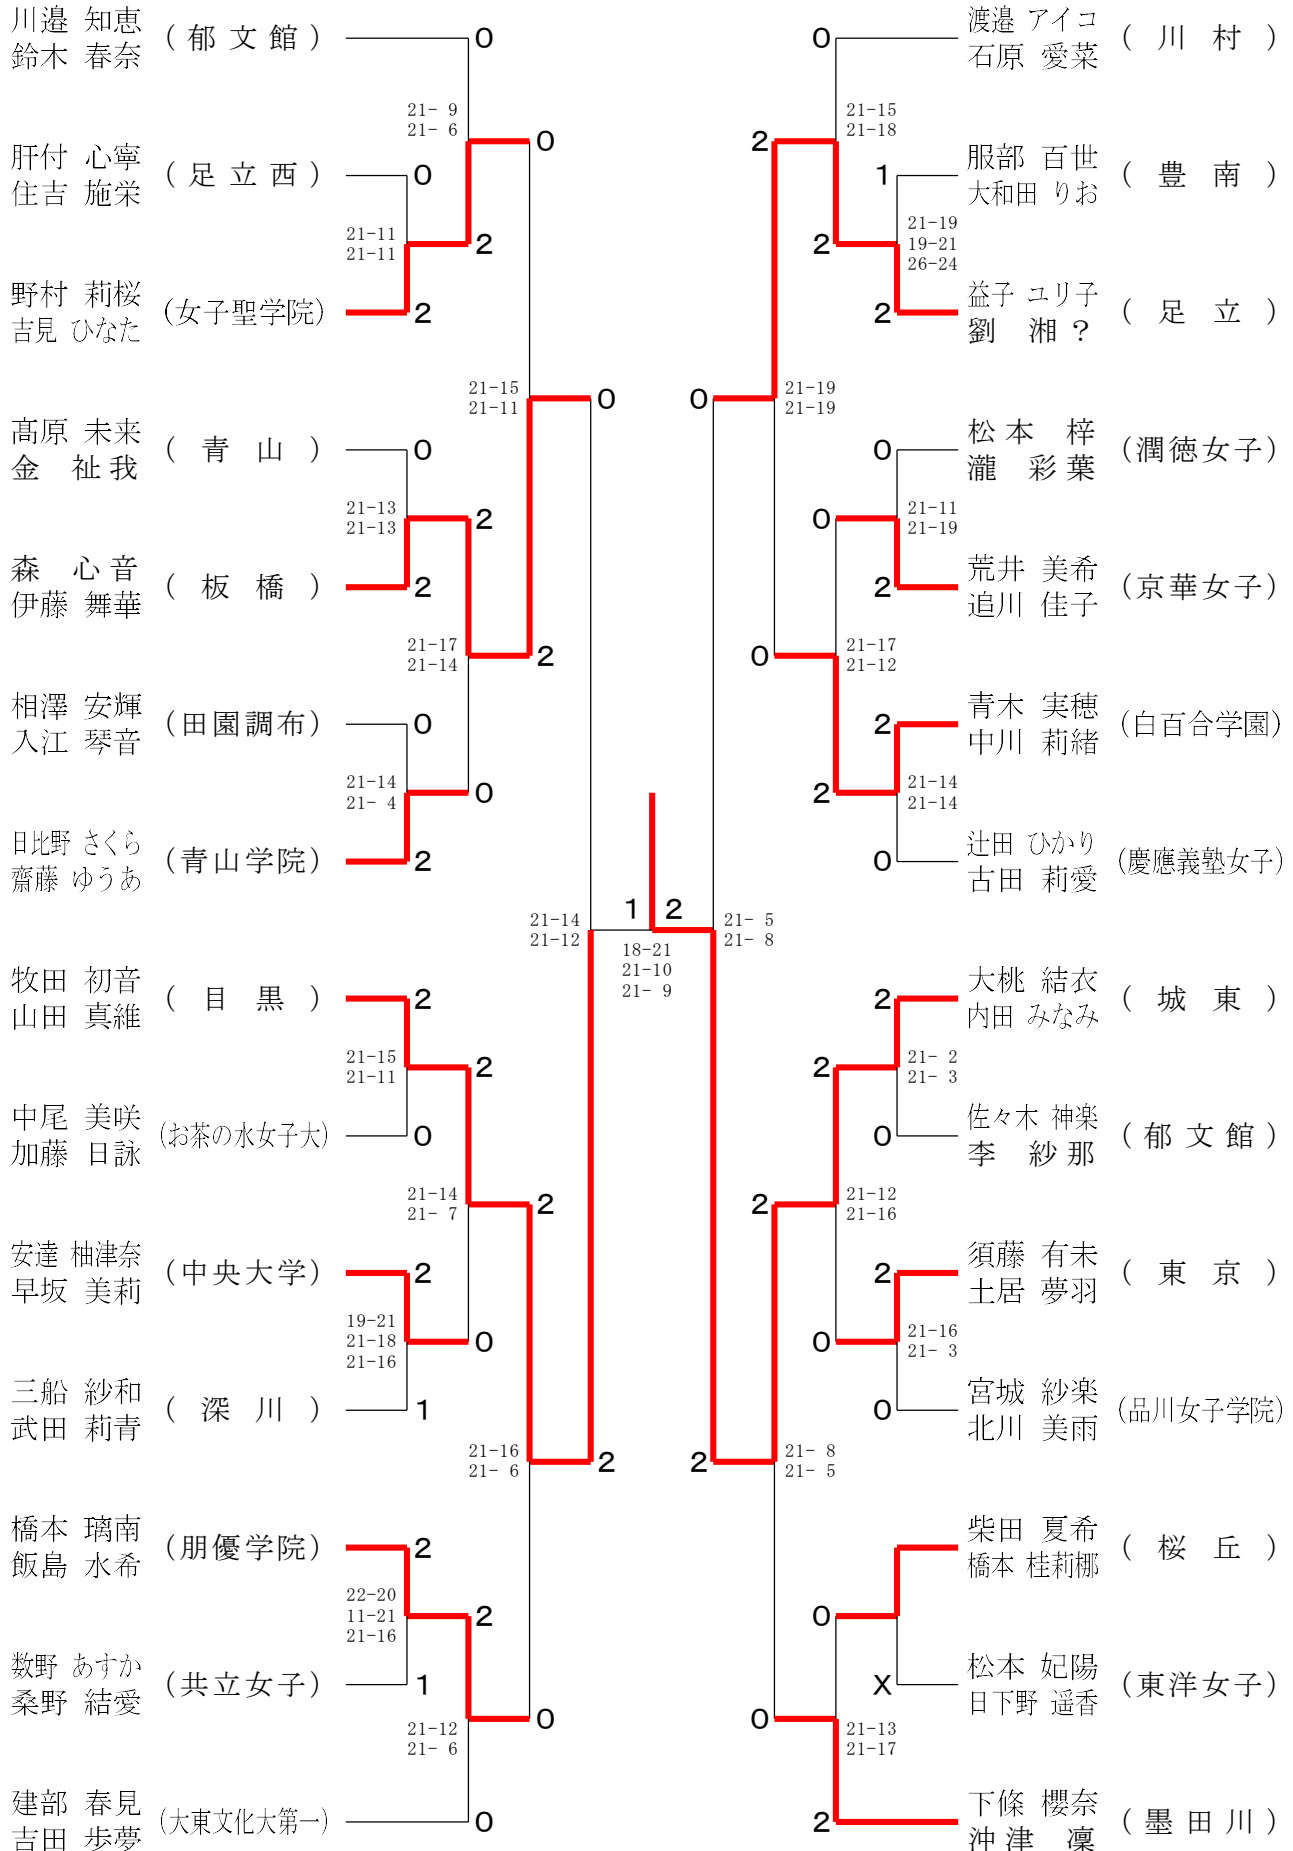 川邉 知恵
鈴木 春奈
(郁文館)
0
21- 9
21- 6
0
肝付 心寧
住吉 施栄
(足立西)
0
21-11
21-11
2
野村 莉桜
吉見 ひなた
(女子聖学院)
2
21-15
21-11
0
髙原 未来
金 祉我
(青山)
0
21-13
21-13
2
森 心音
伊藤 舞華
(板橋)
2
21-17
21-14
2
相澤 安輝
入江 琴音
(田園調布)
0
21-14
21- 4
0
日比野 さくら
齋藤 ゆうあ
(青山学院)
2
21-14
21-12
牧田 初音
山田 真維
(目黒)
2
21-15
21-11
2
中尾 美咲
加藤 日詠
(お茶の水女子大)
0
21-14
21- 7
2
安達 柚津奈
早坂 美莉
(中央大学)
2
19-21
21-18
21-16
0
三船 紗和
武田 莉青
(深川)
1
21-16
21- 6
2
橋本 璃南
飯島 水希
(朋優学院)
2
22-20
11-21
21-16
2
数野 あすか
桑野 結愛
(共立女子)
1
21-12
21- 6
0
建部 春見
吉田 歩夢
(大東文化大第一)
0
1 2
18-21
21-10
21- 9
0
渡邉 アイコ
石原 愛菜
(川村)
2
21-15
21-18
1
服部 百世
大和田 りお
(豊南)
2
21-19
19-21
26-24
2
益子 ユリ子
劉 湘?
(足立)
0
21-19
21-19
0
松本 梓
瀧 彩葉
(潤徳女子)
0
21-11
21-19
2
荒井 美希
追川 佳子
(京華女子)
0
21-17
21-12
2
青木 実穂
中川 莉緒
(白百合学園)
2
21-14
21-14
0
辻田 ひかり
古田 莉愛
(慶應義塾女子)
21- 5
21- 8
2
大桃 結衣
内田 みなみ
(城東)
2
21- 2
21- 3
0
佐々木 神楽
李 紗那
(郁文館)
2
21-12
21-16
2
須藤 有未
土居 夢羽
(東京)
0
21-16
21- 3
0
宮城 紗楽
北川 美雨
(品川女子学院)
2
21- 8
21- 5
柴田 夏希
橋本 桂莉梛
(桜丘)
0
X
松本 妃陽
日下野 遥香
(東洋女子)
0
21-13
21-17
2
下條 櫻奈
沖津 凜
(墨田川)